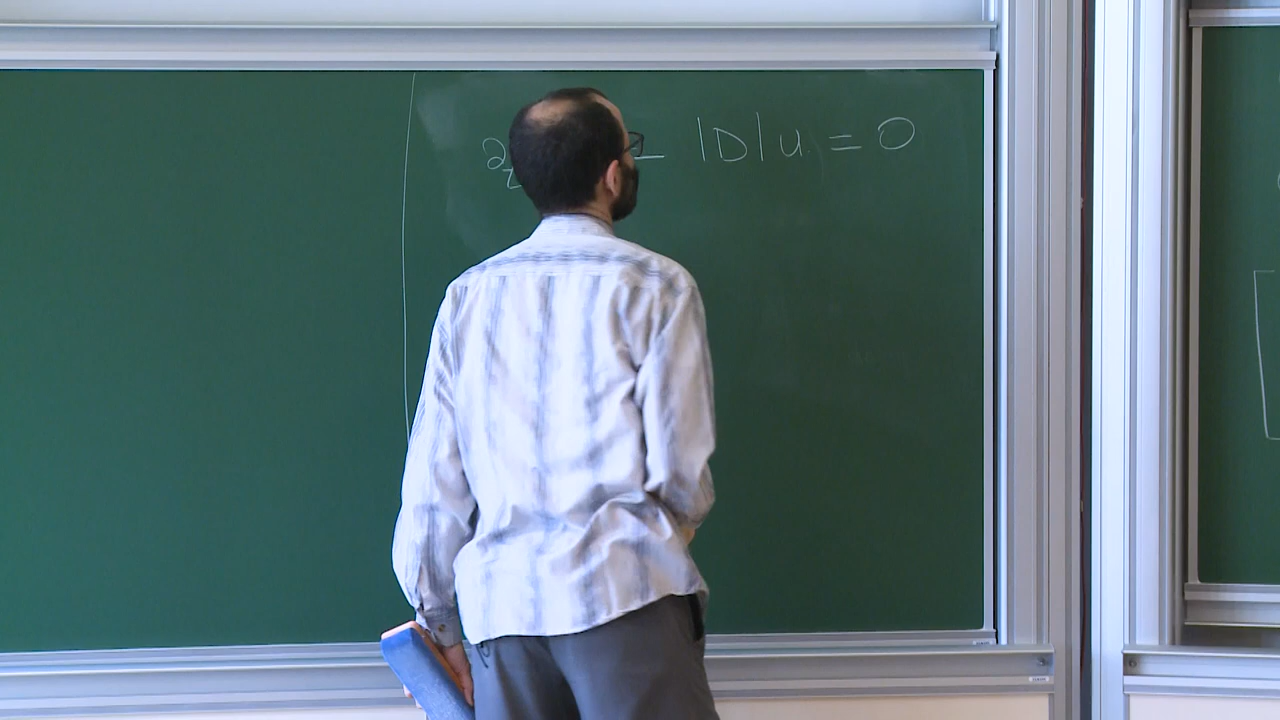 ∂t — |D|u = 0